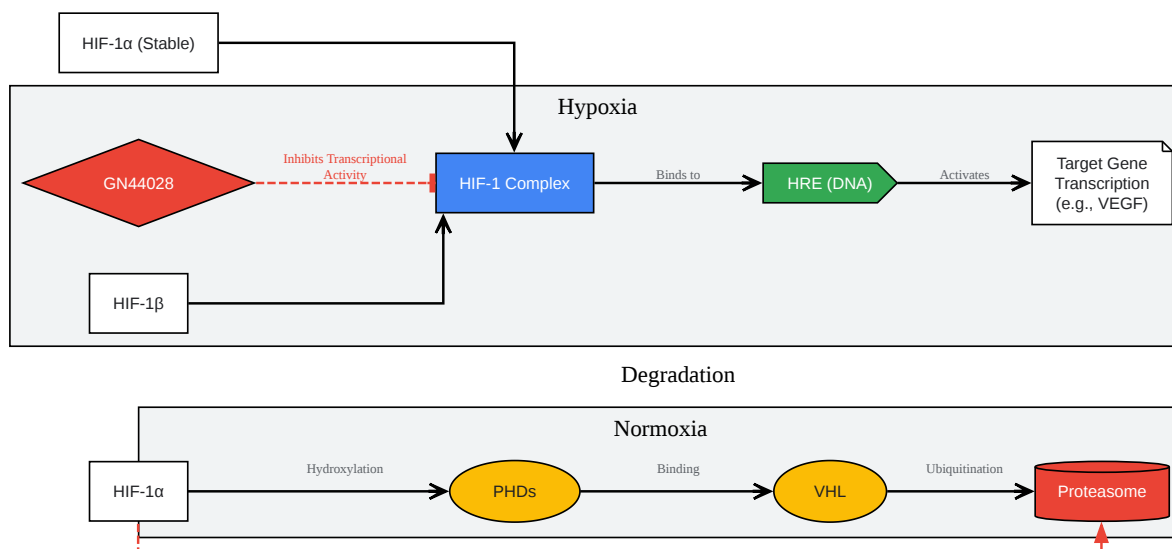 HIF-1α (Stable)
Hypoxia
GN44028
Inhibits Transcriptional
Activity
HIF-1 Complex
Binds to
HRE (DNA)
Activates
Target Gene
Transcription
(e.g., VEGF)
HIF-1β
Degradation
Normoxia
HIF-1α
Hydroxylation
PHDs
Binding
VHL
Ubiquitination
Proteasome